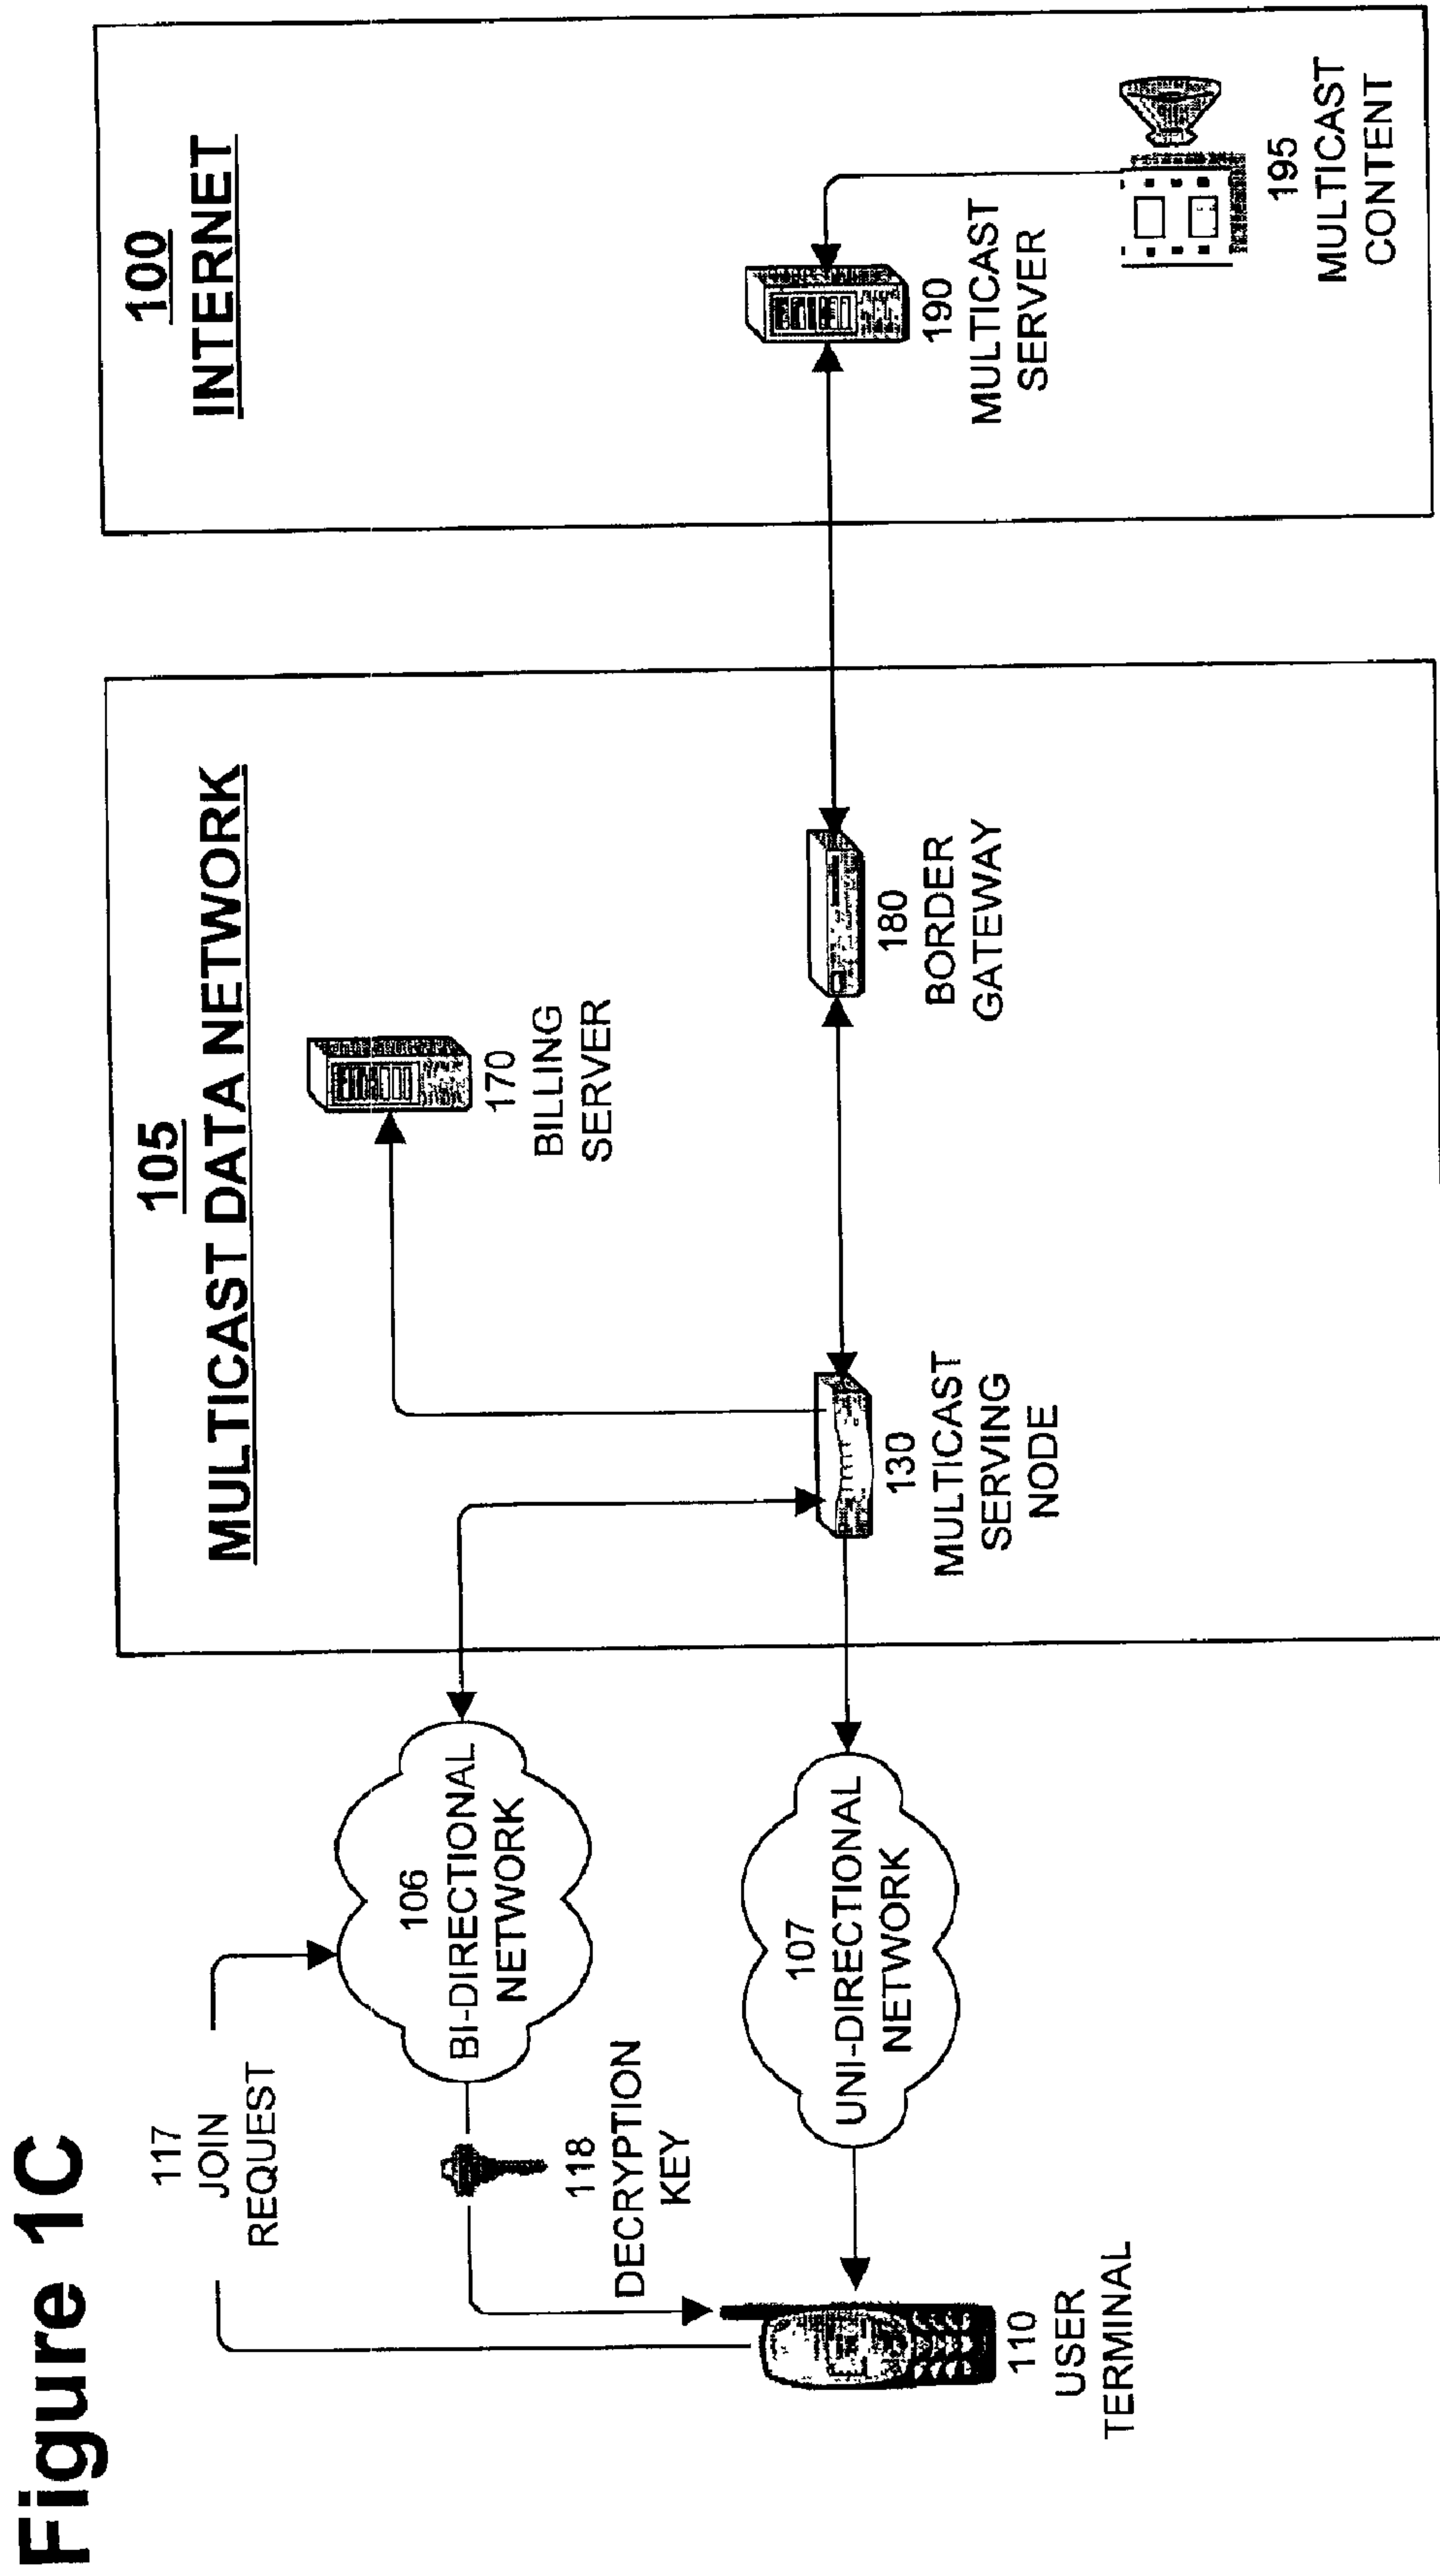 Figure 1C
117
JOIN
REQUEST
106
BI-DIRECTIONAL
NETWORK
118
DECRYPTION
KEY
107
UNI-DIRECTIONAL
NETWORK
110
USER
TERMINAL
105
MULTICAST DATA NETWORK
170
BILLING
SERVER
130
MULTICAST
SERVING
NODE
180
BORDER
GATEWAY
100
INTERNET
190
MULTICAST
SERVER
195
MULTICAST
CONTENT